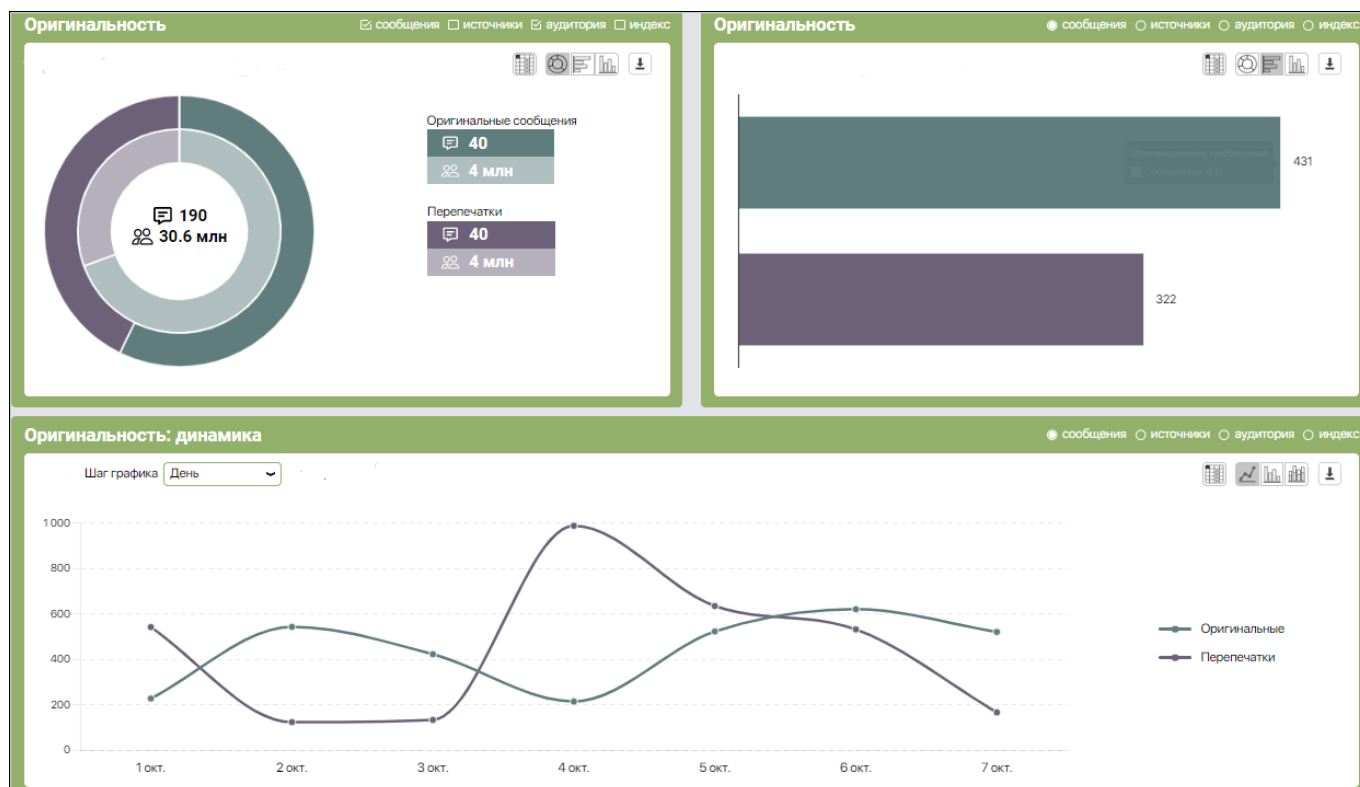 Оригинальность
сообщения источники аудитория индекс
Оригинальные сообщения
40
4 млн
Перепечатки
40
4 млн
190
30.6 млн
Оригинальность
сообщения источники аудитория индекс
431
322
Оригинальность: динамика
сообщения источники аудитория индекс
Шаг графика День
1000
800
600
400
200
0
1 окт. 2 окт. 3 окт. 4 окт. 5 окт. 6 окт. 7 окт.
Оригинальные
Перепечатки